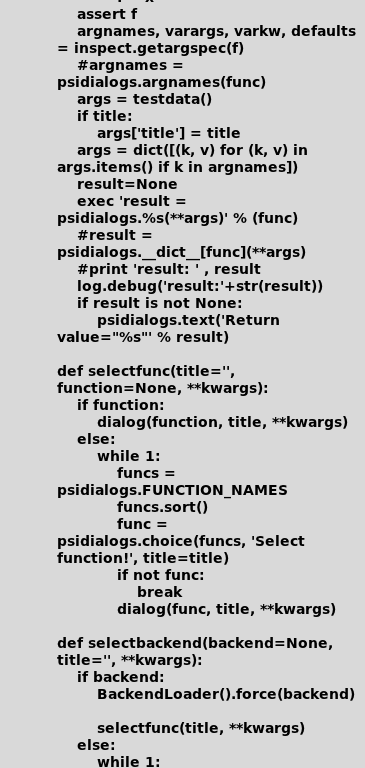 assert f
argnames, varargs, varkw, defaults
= inspect.getargspec(f)
#argnames =
psidialogs.argnames(func)
args = testdata()
if title:
args['title'] = title
args = dict([(k, v) for (k, v) in
args.items() if k in argnames])
result=None
exec 'result =
psidialogs.%s(**args)' % (func)
#result =
psidialogs.__dict__[func](**args)
#print 'result: ' , result
log.debug('result:'+str(result))
if result is not None:
psidialogs.text('Return
value="%s"' % result)
def selectfunc(title='',
function=None, **kwargs):
if function:
dialog(function, title, **kwargs)
else:
while 1:
funcs =
psidialogs.FUNCTION_NAMES
funcs.sort()
func =
psidialogs.choice(funcs, 'Select
function!', title=title)
if not func:
break
dialog(func, title, **kwargs)
def selectbackend(backend=None,
title='', **kwargs):
if backend:
BackendLoader().force(backend)
selectfunc(title, **kwargs)
else:
while 1: